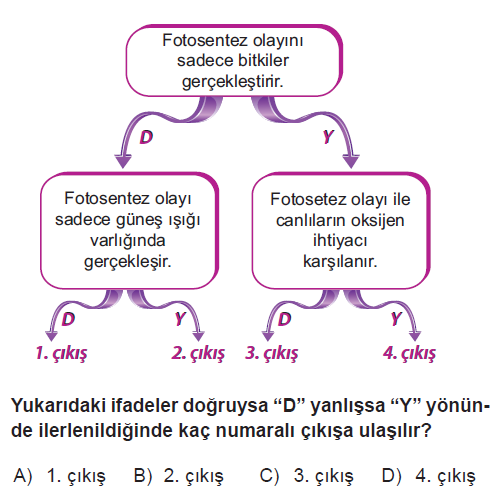 Fotosentez olayını
sadece bitkiler
gerçekleştirir.
D
Y
Fotosentez olayı
sadece güneş ışığı
varlığında
gerçekleşir.
Fotosetez olayı ile
canlıların oksijen
ihtiyacı
karşılanır.
D
Y
D
Y
1. çıkış
2. çıkış
3. çıkış
4. çıkış
Yukarıdaki ifadeler doğruysa “D” yanlışsa “Y” yönün-
de ilerlenildiğinde kaç numaralı çıkışa ulaşılır?
A) 1. çıkış B) 2. çıkış C) 3. çıkış D) 4. çıkış